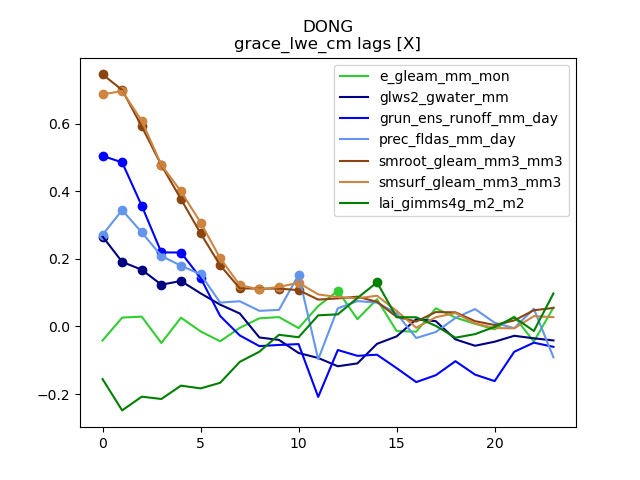 DONG
grace_lwe_cm lags [X]
e_gleam_mm_mon
glws2_gwater_mm
grun_ens_runoff_mm_day
prec_fldas_mm_day
smroot_gleam_mm3_mm3
smsurf_gleam_mm3_mm3
lai_gimms4g_m2_m2
0.6
0.4
0.2
0.0
−0.2
0 5 10 15 20